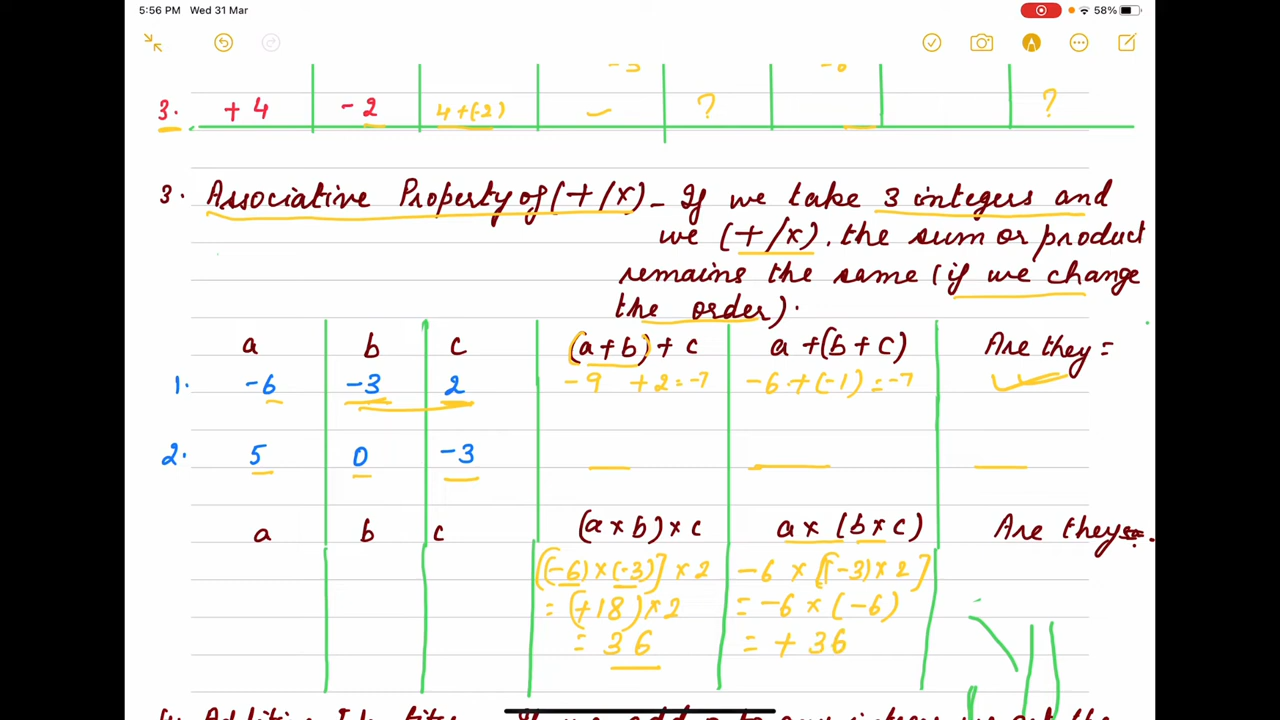 5:56 PM Wed 31 Mar 58%
3. +4 -2 4+(-2) ? ?
3. Associative Property of (+/×) - If we take 3 integers and
we (+/×), the sum or product
remains the same (if we change
the order).
a b c (a+b)+c a+(b+c) Are they =
1. -6 -3 2 -9 +2=-7 -6+(-1)=-7 ✓
2. 5 0 -3
a b c (a×b)×c a×(b×c) Are they =.
[(-6)×(-3)]×2 -6×[(-3)×2]
=(+18)×2 =-6×(-6)
=36 =+36